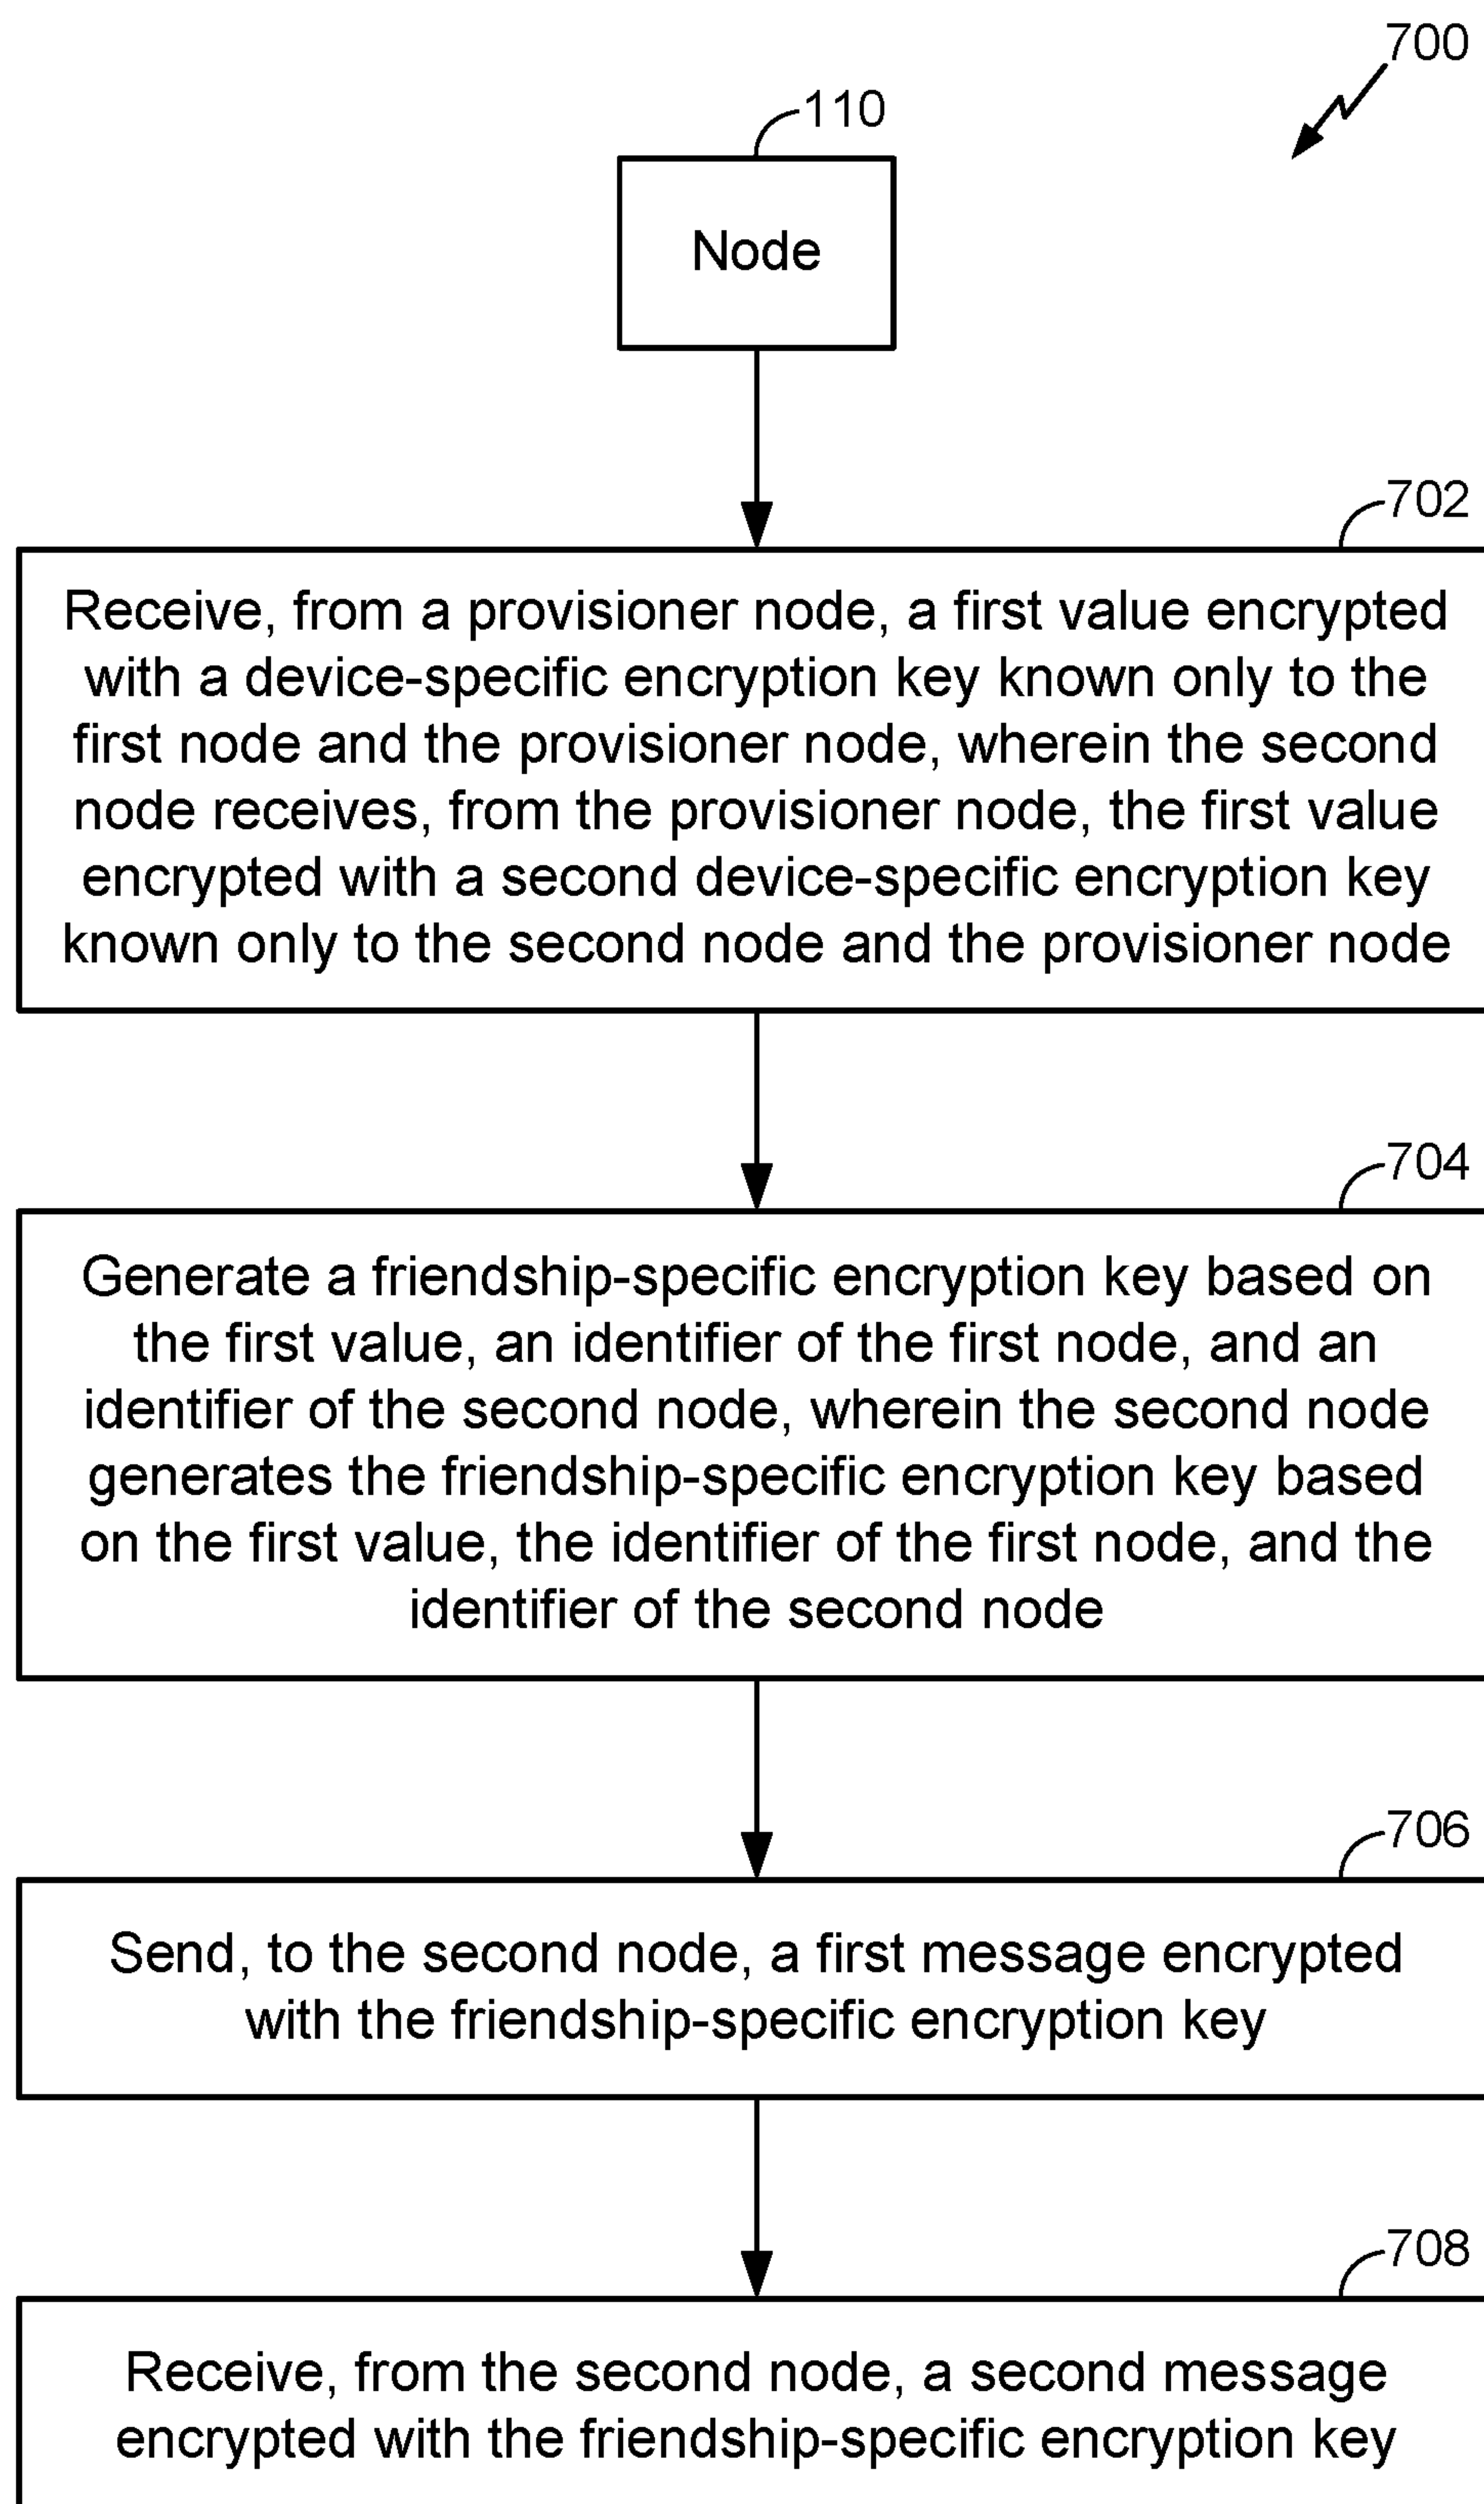 700
110
Node
702
Receive, from a provisioner node, a first value encrypted
with a device-specific encryption key known only to the
first node and the provisioner node, wherein the second
node receives, from the provisioner node, the first value
encrypted with a second device-specific encryption key
known only to the second node and the provisioner node
704
Generate a friendship-specific encryption key based on
the first value, an identifier of the first node, and an
identifier of the second node, wherein the second node
generates the friendship-specific encryption key based
on the first value, the identifier of the first node, and the
identifier of the second node
706
Send, to the second node, a first message encrypted
with the friendship-specific encryption key
708
Receive, from the second node, a second message
encrypted with the friendship-specific encryption key